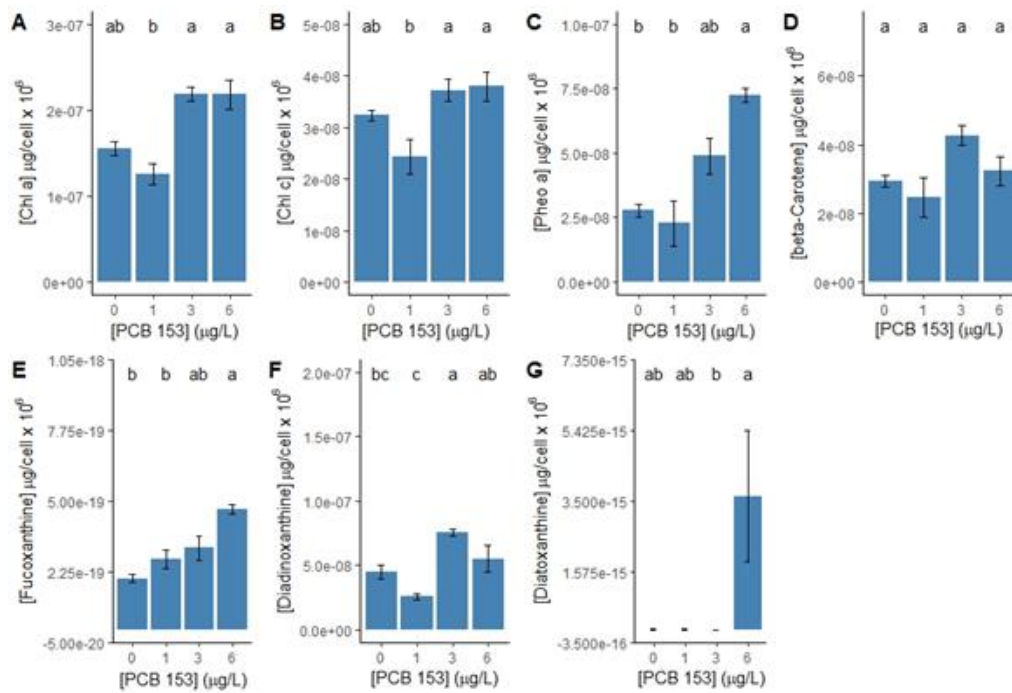 A
3e-07
2e-07
1e-07
0e+00
ab b a a
0 1 3 6
[PCB 153] (µg/L)
[Chl a] µg/cell x 10⁶
B
5e-08
4e-08
3e-08
2e-08
1e-08
0e+00
ab b a a
0 1 3 6
[PCB 153] (µg/L)
[Chl c] µg/cell x 10⁶
C
1.0e-07
7.5e-08
5.0e-08
2.5e-08
0.0e+00
b b ab a
0 1 3 6
[PCB 153] (µg/L)
[Pheo a] µg/cell x 10⁶
D
6e-08
4e-08
2e-08
0e+00
a a a a
0 1 3 6
[PCB 153] (µg/L)
[beta-Carotene] µg/cell x 10⁶
E
1.05e-18
7.75e-19
5.00e-19
2.25e-19
-5.00e-20
b b ab a
0 1 3 6
[PCB 153] (µg/L)
[Fucoxanthine] µg/cell x 10⁶
F
2.0e-07
1.5e-07
1.0e-07
5.0e-08
0.0e+00
bc c a ab
0 1 3 6
[PCB 153] (µg/L)
[Diadinoxanthine] µg/cell x 10⁶
G
7.350e-15
5.425e-15
3.500e-15
1.575e-15
-3.500e-16
ab ab b a
0 1 3 6
[PCB 153] (µg/L)
[Diatoxanthine] µg/cell x 10⁶